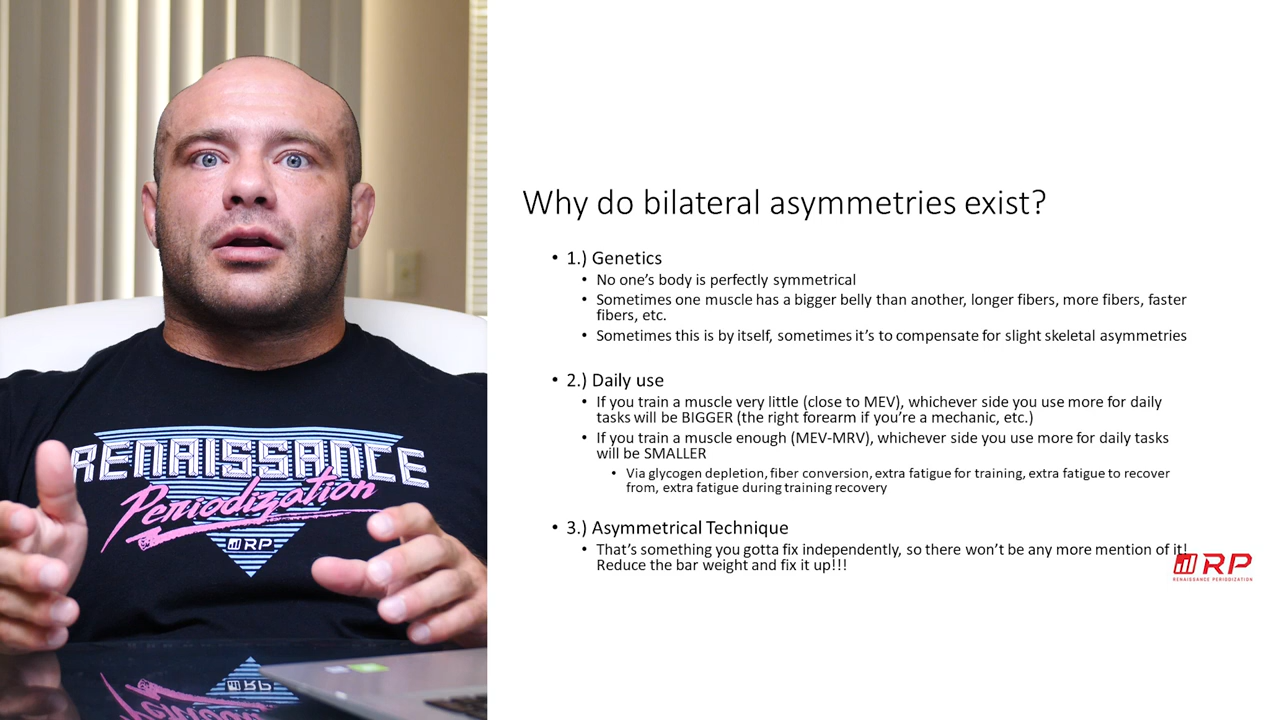 Why do bilateral asymmetries exist?
• 1.) Genetics
• No one's body is perfectly symmetrical
• Sometimes one muscle has a bigger belly than another, longer fibers, more fibers, faster
fibers, etc.
• Sometimes this is by itself, sometimes it's to compensate for slight skeletal asymmetries
• 2.) Daily use
• If you train a muscle very little (close to MEV), whichever side you use more for daily
tasks will be BIGGER (the right forearm if you're a mechanic, etc.)
• If you train a muscle enough (MEV-MRV), whichever side you use more for daily tasks
will be SMALLER
• Via glycogen depletion, fiber conversion, extra fatigue for training, extra fatigue to recover
from, extra fatigue during training recovery
• 3.) Asymmetrical Technique
• That's something you gotta fix independently, so there won't be any more mention of it!
Reduce the bar weight and fix it up!!!
RP
RENAISSANCE PERIODIZATION
RENAISSANCE
Periodization
RP